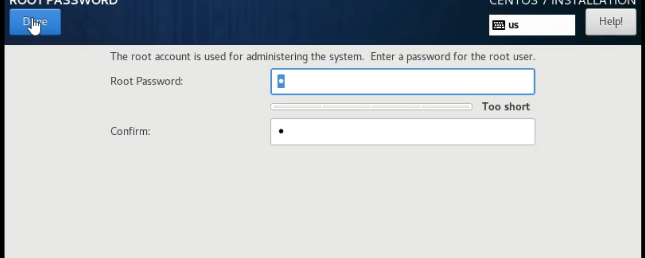 ROOT PASSWORD
CENTOS 7 INSTALLATION
Done
us
Help!
The root account is used for administering the system. Enter a password for the root user.
Root Password: •
Too short
Confirm: •